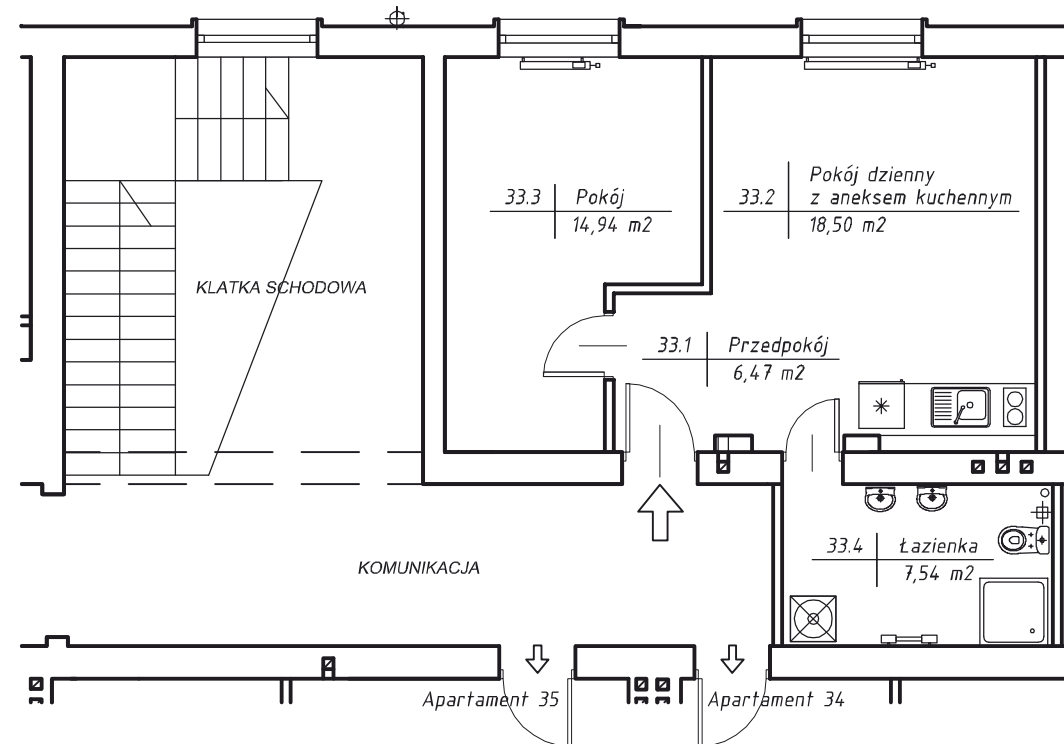 33.3 Pokój
14,94 m2
33.2 Pokój dzienny
z aneksem kuchennym
18,50 m2
KLATKA SCHODOWA
33.1 Przedpokój
6,47 m2
33.4 Łazienka
7,54 m2
KOMUNIKACJA
Apartament 35
Apartament 34